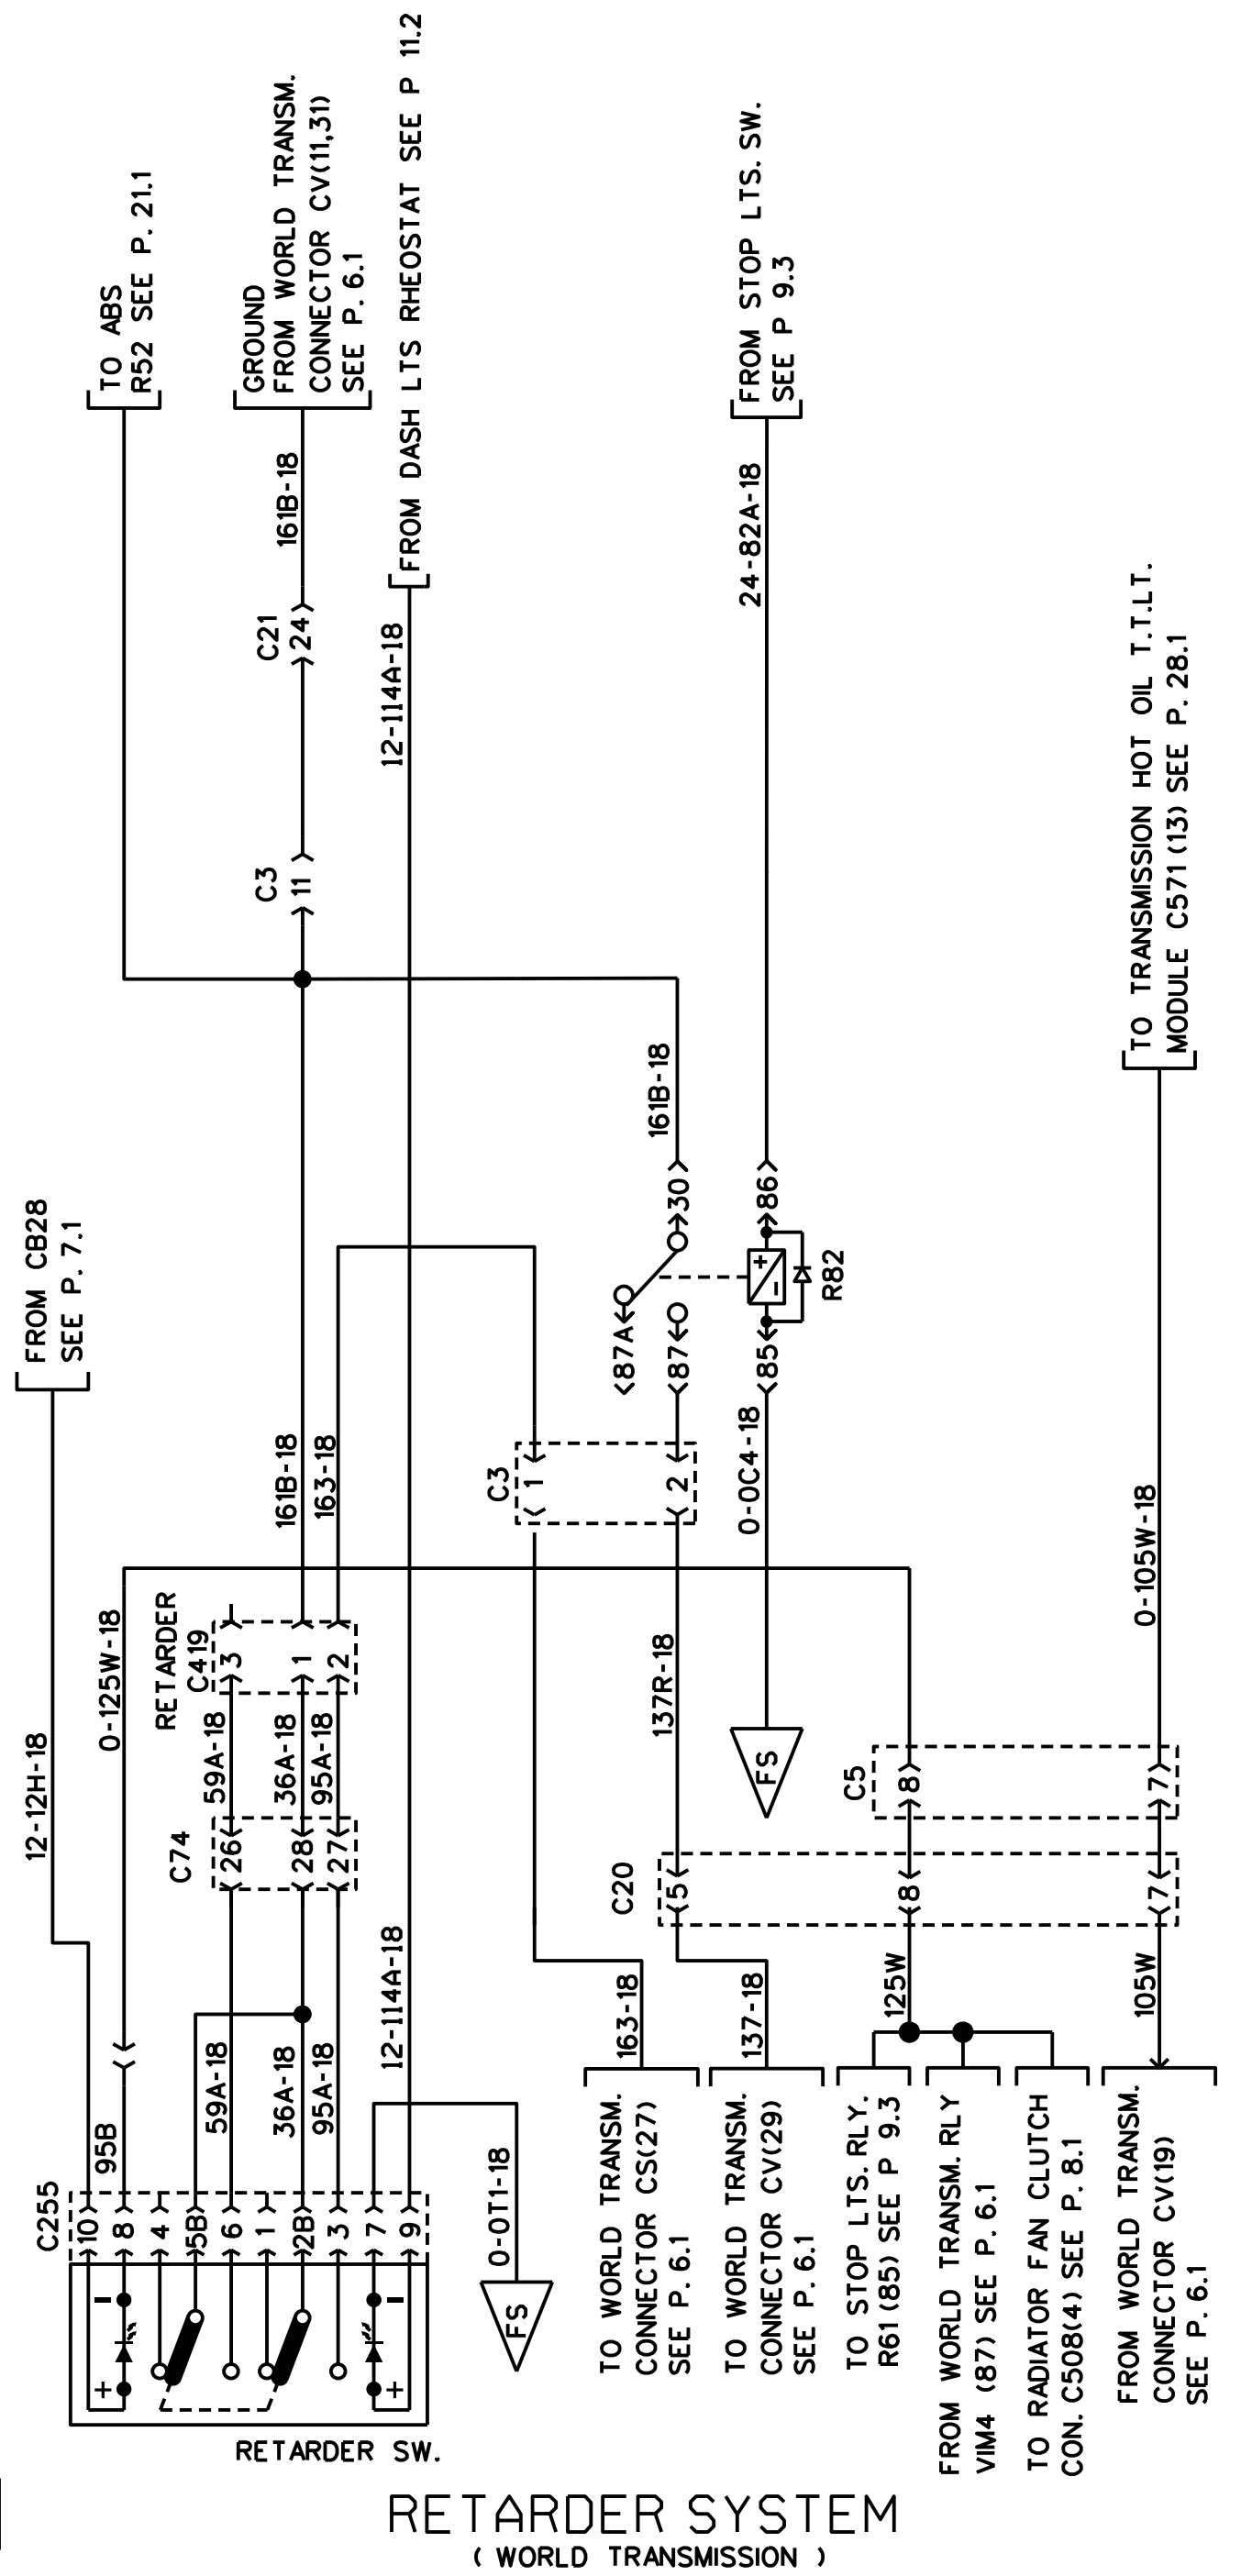 TO ABS
R52 SEE P. 21.1
GROUND
FROM WORLD TRANSM.
CONNECTOR CV(11,31)
SEE P. 6.1
FROM DASH LTS RHEOSTAT SEE P 11.2
FROM STOP LTS. SW.
SEE P 9.3
161B-18
24-82A-18
C21
24
12-114A-18
TO TRANSMISSION HOT OIL T.T.LT.
MODULE C571 (13) SEE P. 28.1
C3
11
161B-18
FROM CB28
SEE P. 7.1
30
86
87A
87
85
R82
+
-
161B-18
163-18
C3
1
2
0-0C4-18
0-105W-18
RETARDER
C419
3
1
2
0-125W-18
137R-18
12-12H-18
59A-18
36A-18
95A-18
FS
C5
8
7
C74
26
28
27
C20
5
8
7
12-114A-18
163-18
137-18
125W
105W
95B
59A-18
36A-18
95A-18
C255
10
8
4
5B
6
1
2B
3
7
9
0-0T1-18
FS
+
-
+
-
RETARDER SW.
TO WORLD TRANSM.
CONNECTOR CS(27)
SEE P. 6.1
TO WORLD TRANSM.
CONNECTOR CV(29)
SEE P. 6.1
TO STOP LTS. RLY.
R61 (85) SEE P 9.3
FROM WORLD TRANSM. RLY
VIM4 (87) SEE P. 6.1
TO RADIATOR FAN CLUTCH
CON. C508(4) SEE P. 8.1
FROM WORLD TRANSM.
CONNECTOR CV(19)
SEE P. 6.1
RETARDER SYSTEM
( WORLD TRANSMISSION )